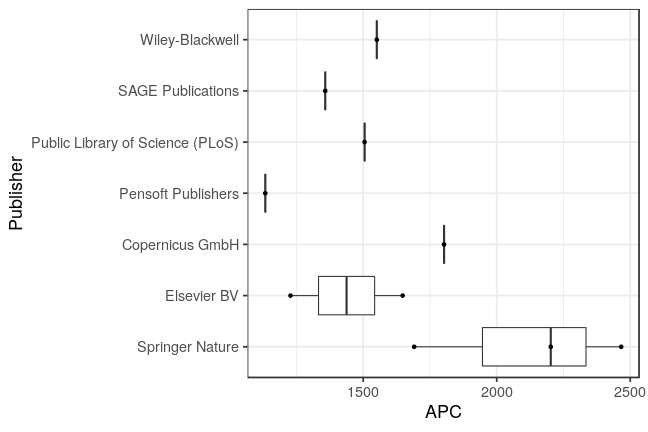 Wiley-Blackwell
SAGE Publications
Public Library of Science (PLoS)
Pensoft Publishers
Copernicus GmbH
Elsevier BV
Springer Nature
Publisher
1500 2000 2500
APC